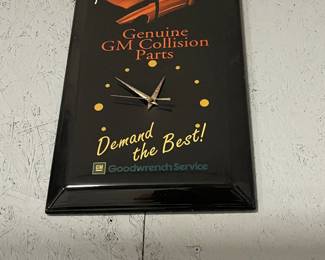 Genuine
GM Collision
Parts
Demand
the Best!
GM Goodwrench Service